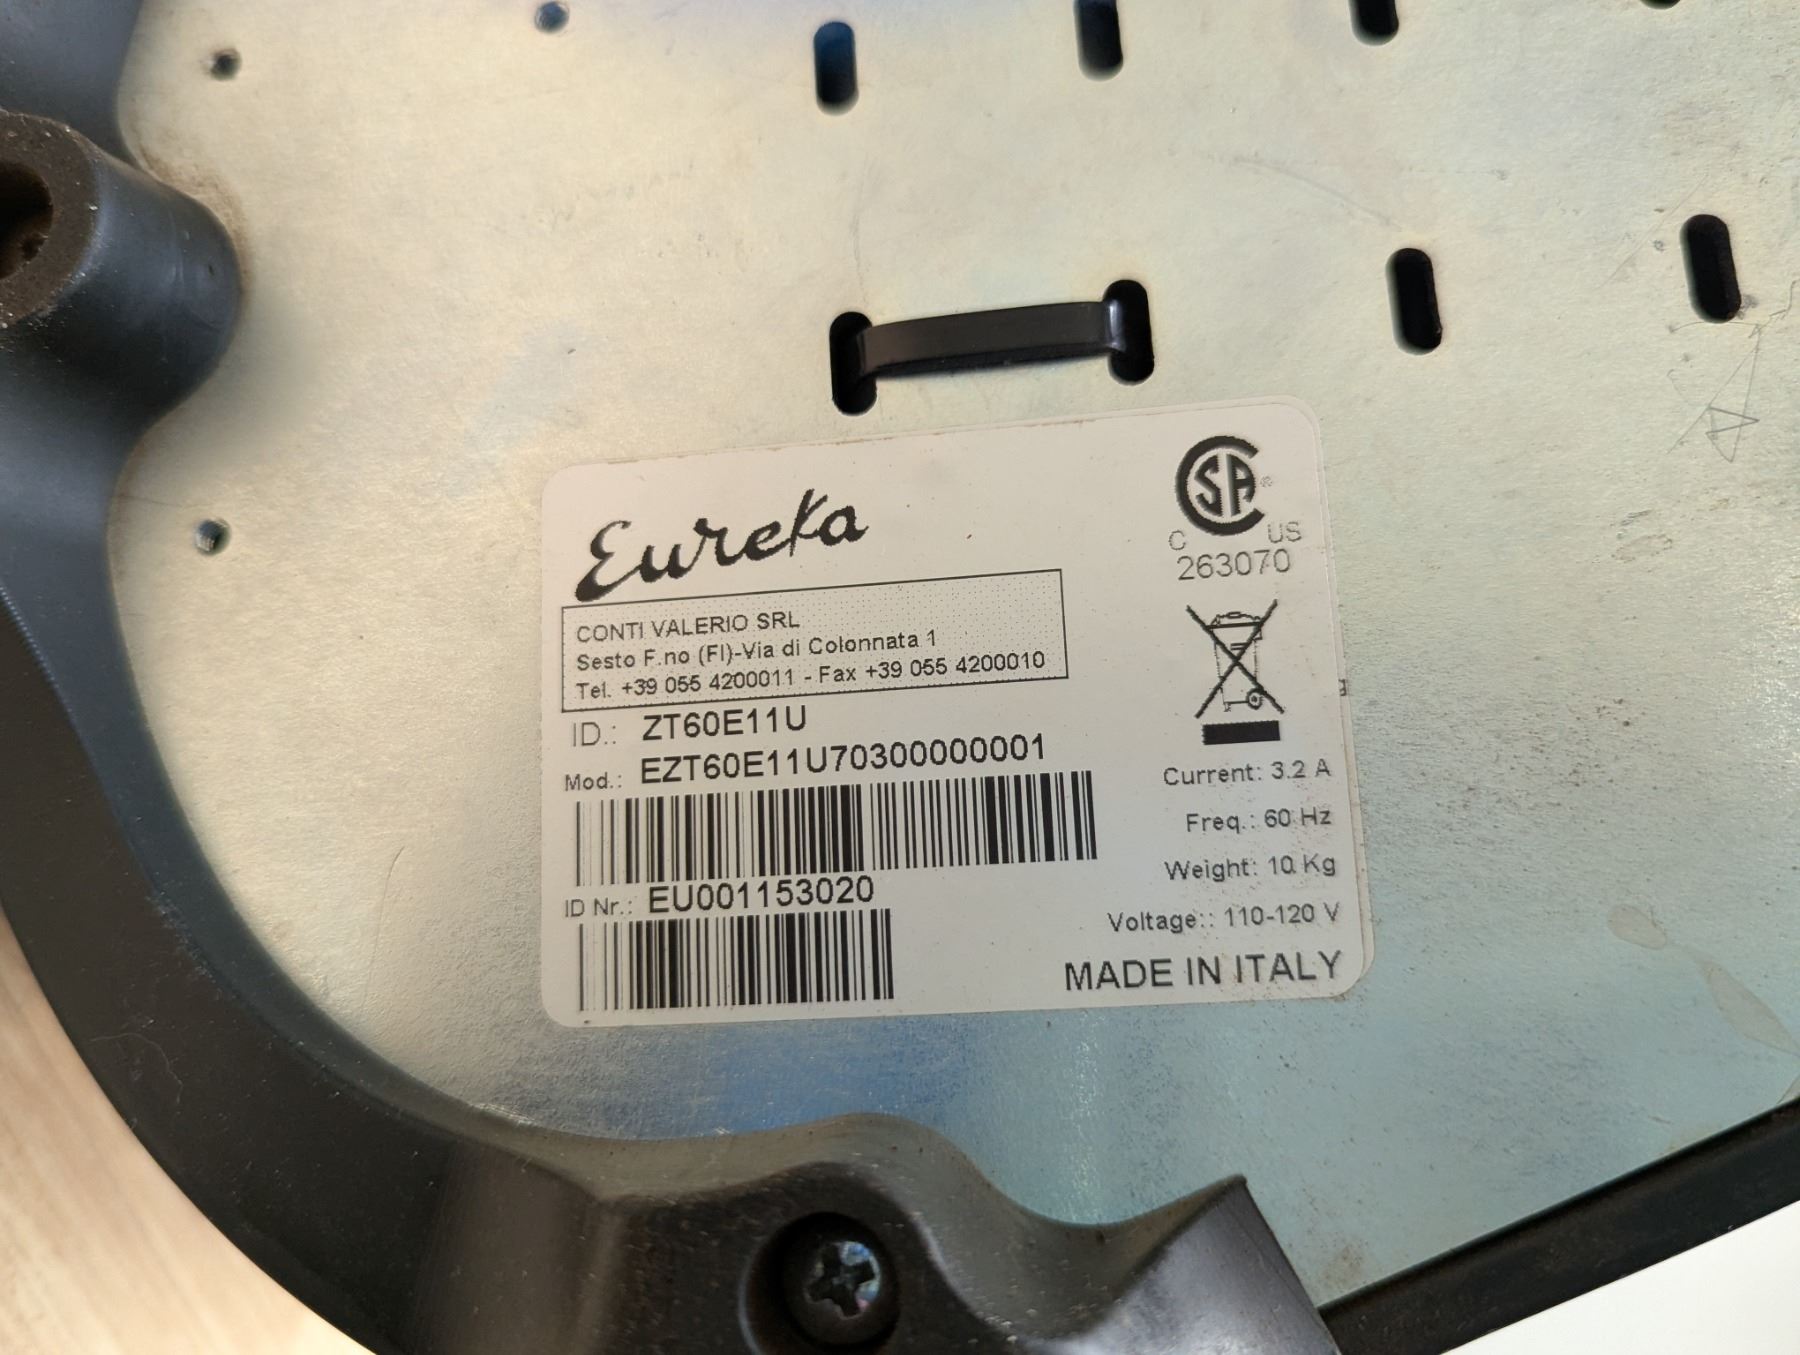 Eureka
CONTI VALERIO SRL
Sesto F.no (FI)-Via di Colonnata 1
Tel. +39 055 4200011 - Fax +39 055 4200010
ID.: ZT60E11U
Mod.: EZT60E11U70300000001
ID Nr.: EU001153020
CSA ®
C US
263070
Current: 3.2 A
Freq.: 60 Hz
Weight: 10 Kg
Voltage:: 110-120 V
MADE IN ITALY